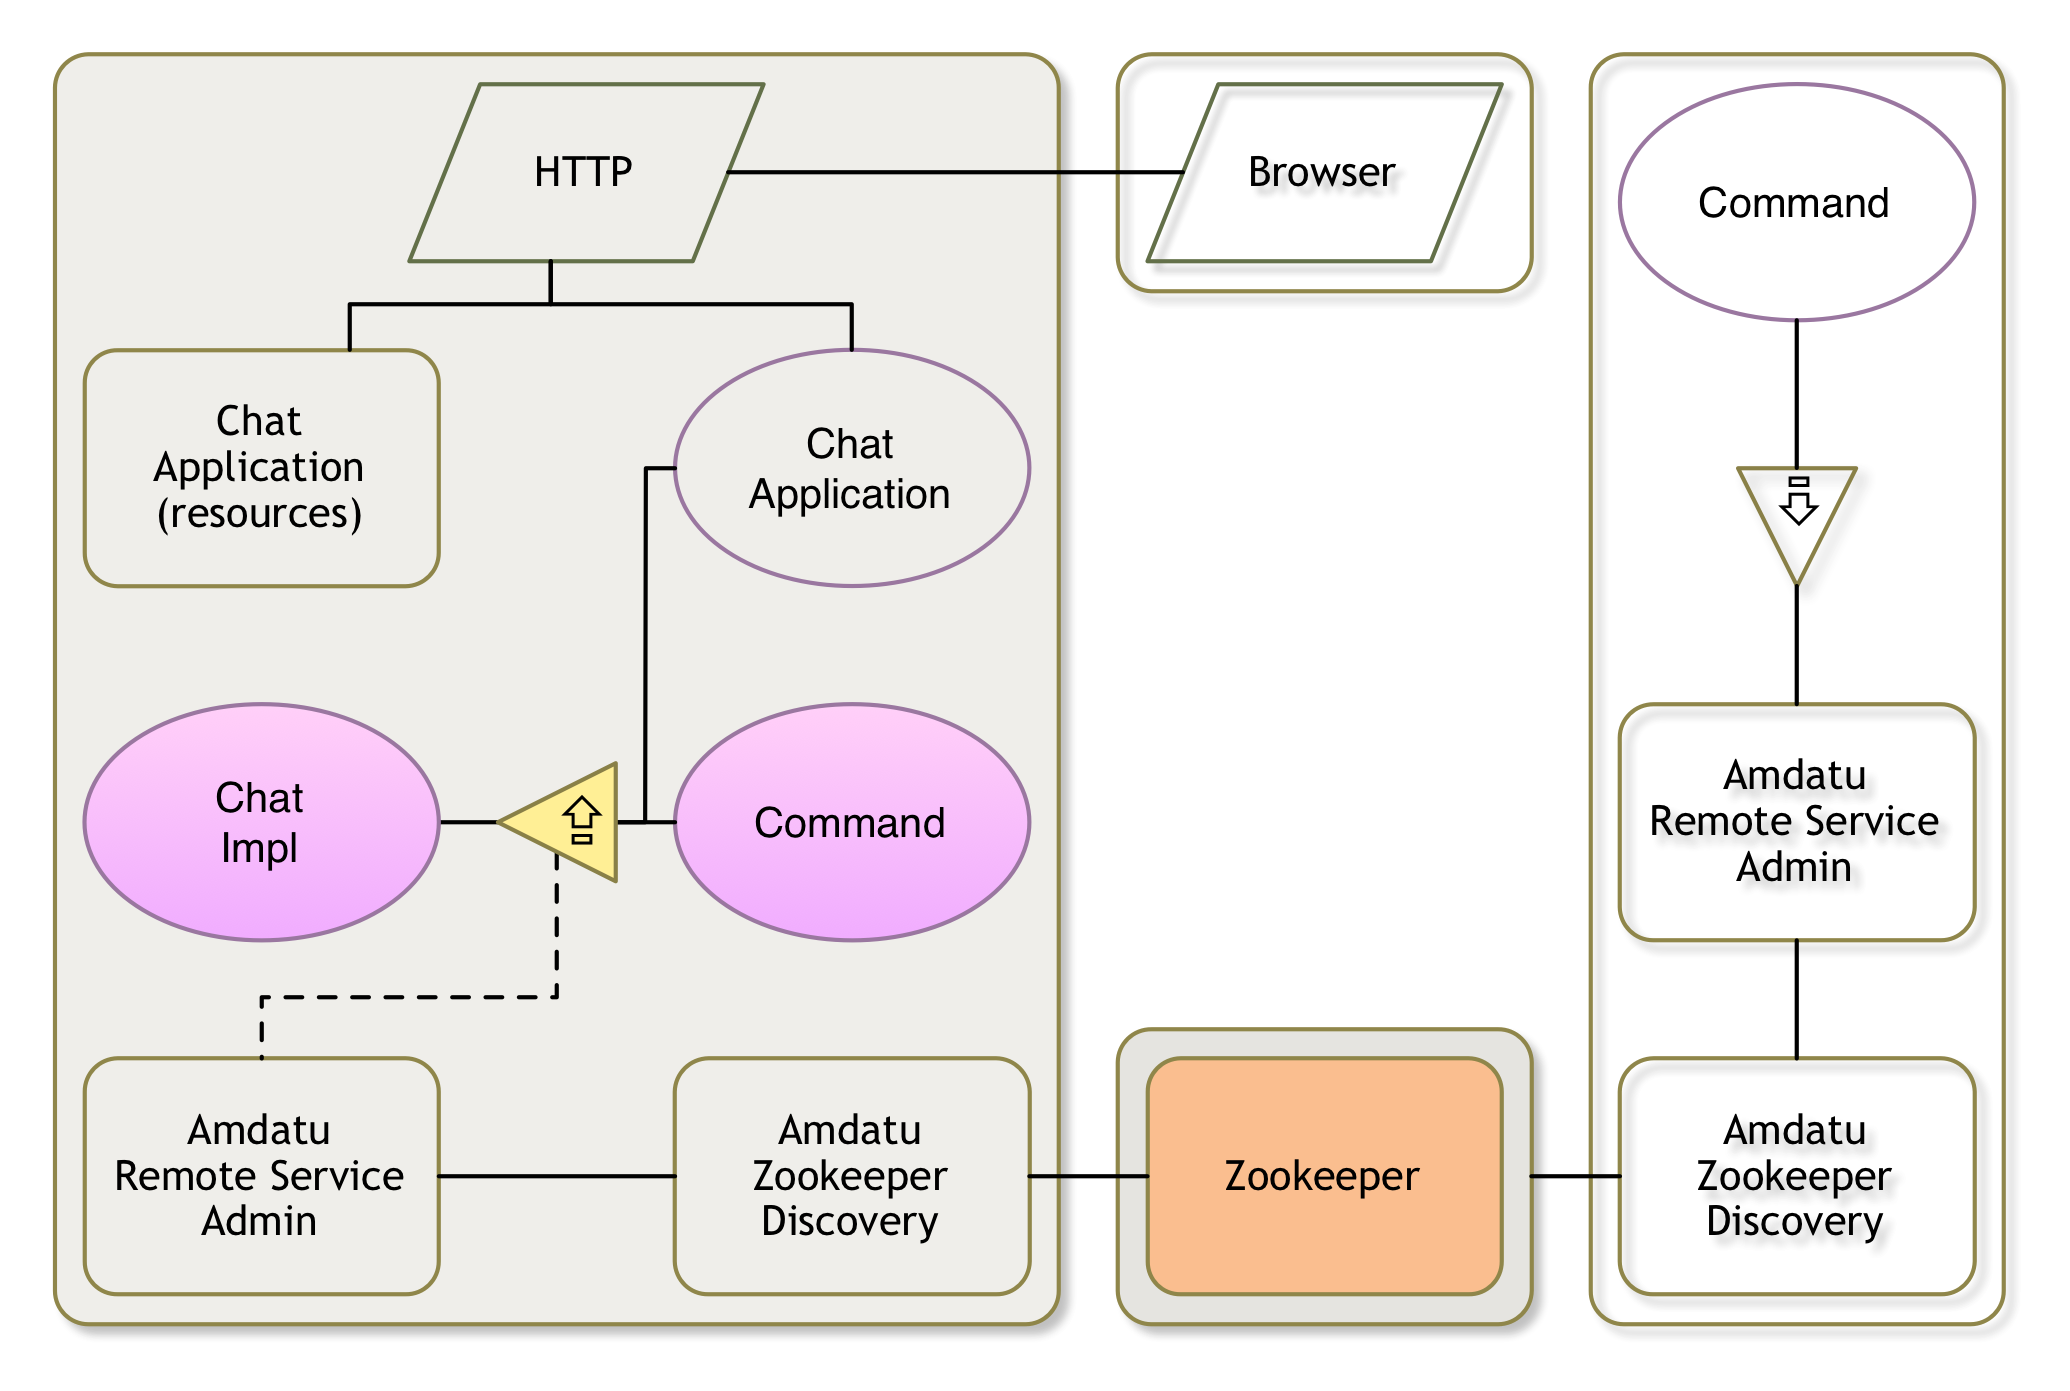 HTTP
Browser
Command
Chat
Application
(resources)
Chat
Application
Chat
Impl
Command
Amdatu
Remote Service
Admin
Amdatu
Remote Service
Admin
Amdatu
Zookeeper
Discovery
Zookeeper
Amdatu
Zookeeper
Discovery